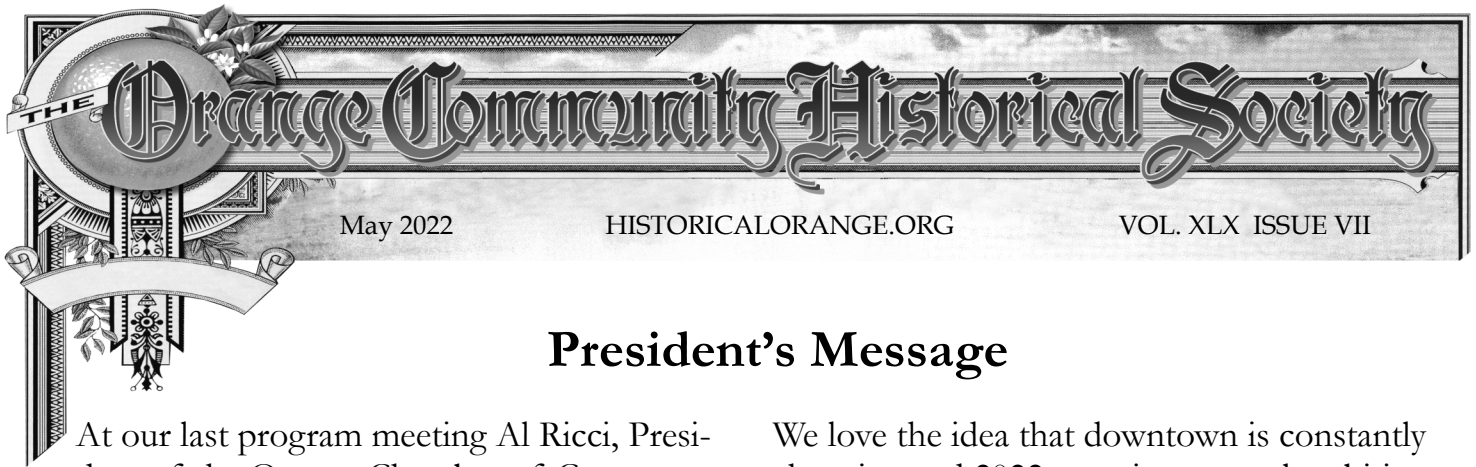 THE
Orange Community Historical Society
May 2022 HISTORICALORANGE.ORG VOL. XLX ISSUE VII
President's Message
At our last program meeting Al Ricci, Presi-
We love the idea that downtown is constantly